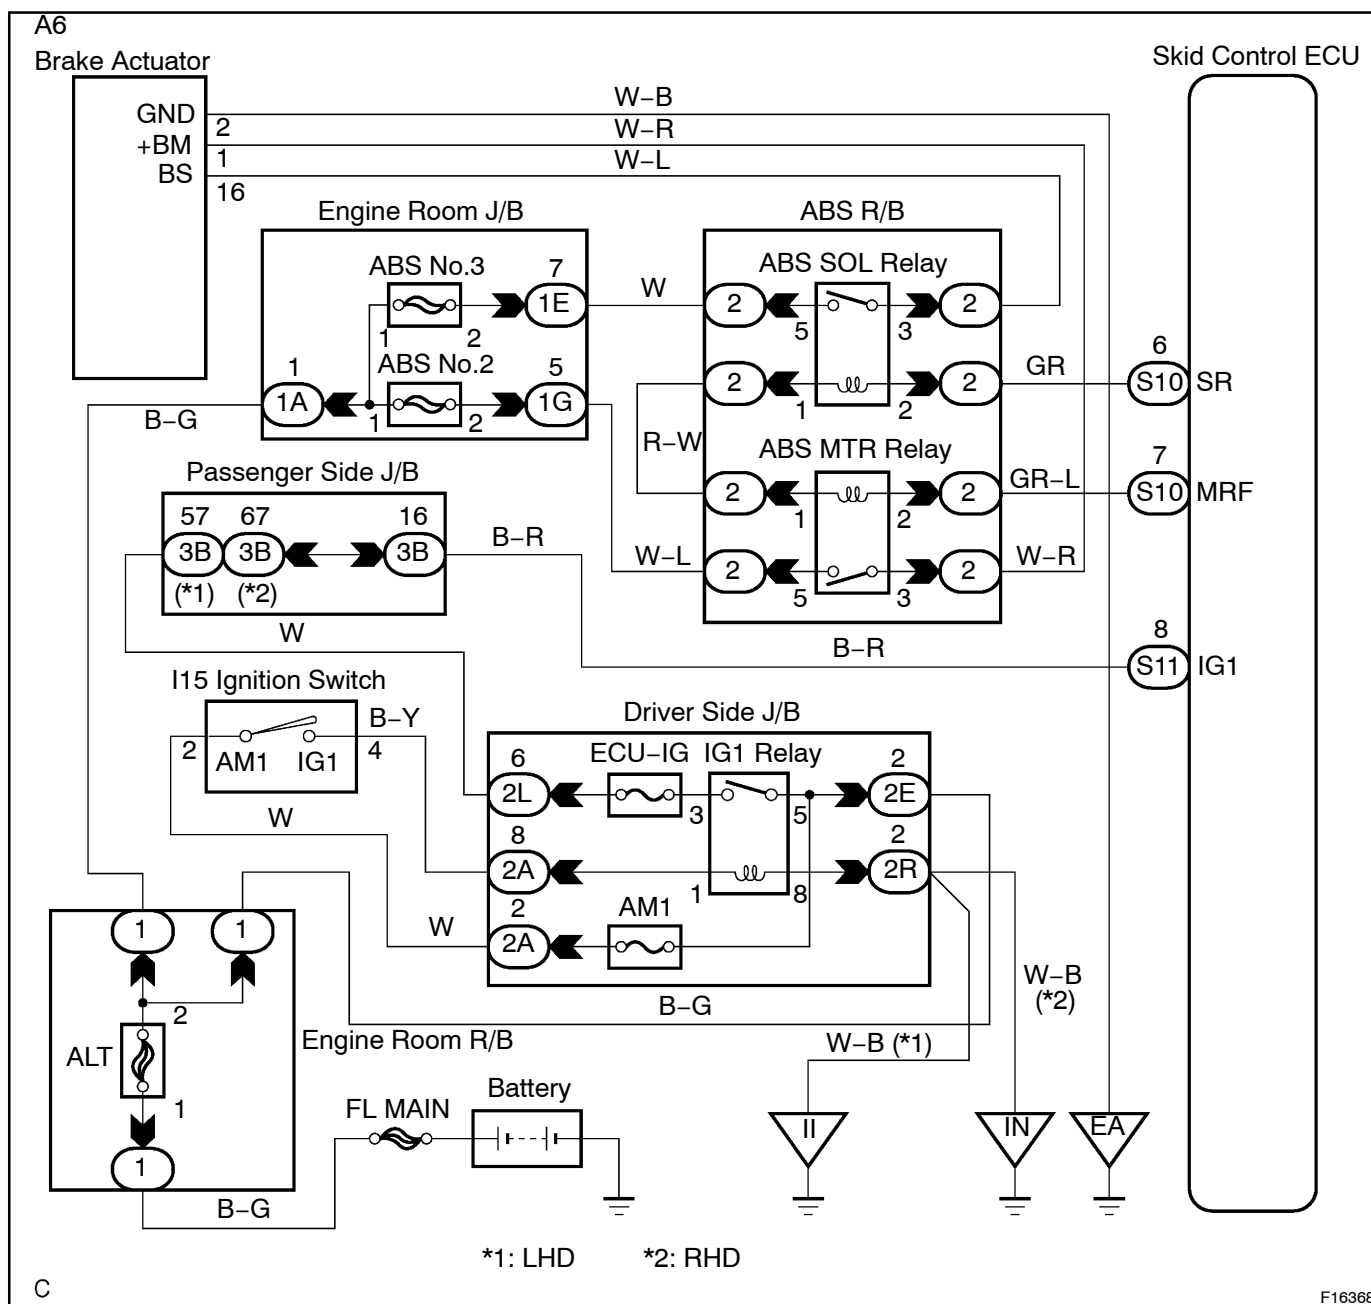 A6
Brake Actuator
Skid Control ECU
GND
2
W–B
+BM
1
W–R
BS
16
W–L
Engine Room J/B
ABS R/B
ABS No.3
7
1E
1
2
W
ABS SOL Relay
2
5
3
2
ABS No.2
1
1A
1
2
5
1G
B–G
2
1
2
2
GR
6
S10
SR
R–W
ABS MTR Relay
2
1
2
2
GR–L
7
S10
MRF
Passenger Side J/B
57
67
16
3B
3B
3B
(*1)
(*2)
B–R
W–L
2
5
3
2
W–R
W
B–R
8
S11
IG1
I15 Ignition Switch
2
AM1
IG1
4
B–Y
W
Driver Side J/B
ECU–IG
IG1 Relay
6
2L
3
5
2
2E
8
2A
1
8
2
2R
2
2A
AM1
W
B–G
W–B
(*2)
W–B (*1)
1
1
2
ALT
1
1
Engine Room R/B
B–G
FL MAIN
Battery
II
IN
EA
*1: LHD
*2: RHD
C
F16368